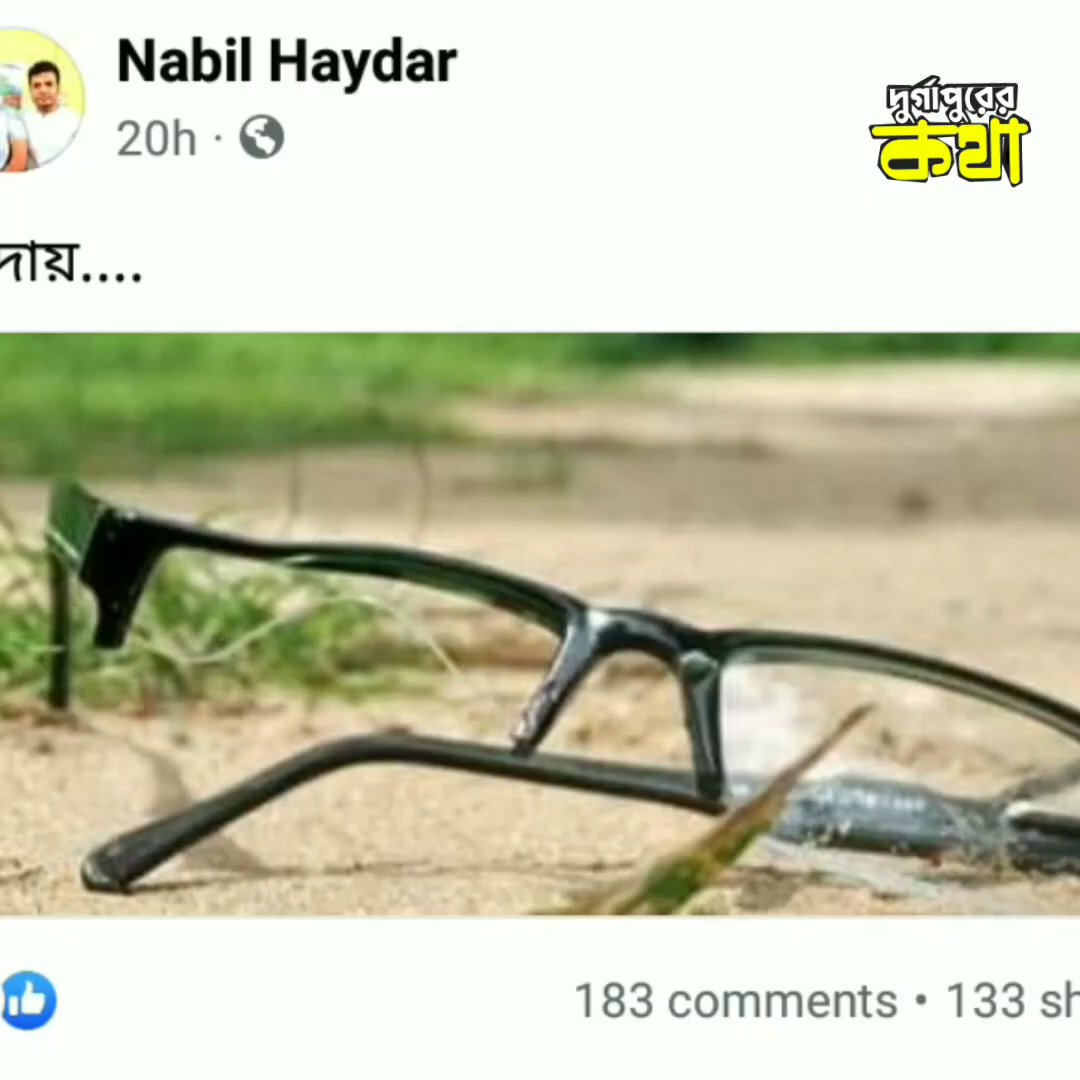 Nabil Haydar
20h ·
দুর্গাপুরের
কথা
দায়....
183 comments • 133 sh